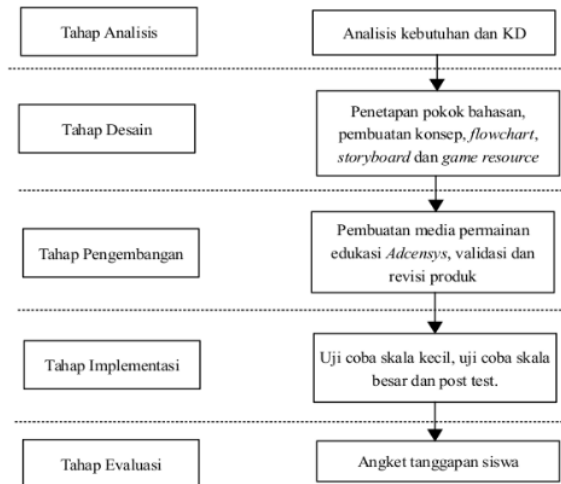 Tahap Analisis
Analisis kebutuhan dan KD
Tahap Desain
Penetapan pokok bahasan,
pembuatan konsep, flowchart,
storyboard dan game resource
Tahap Pengembangan
Pembuatan media permainan
edukasi Adcensys, validasi dan
revisi produk
Tahap Implementasi
Uji coba skala kecil, uji coba skala
besar dan post test.
Tahap Evaluasi
Angket tanggapan siswa